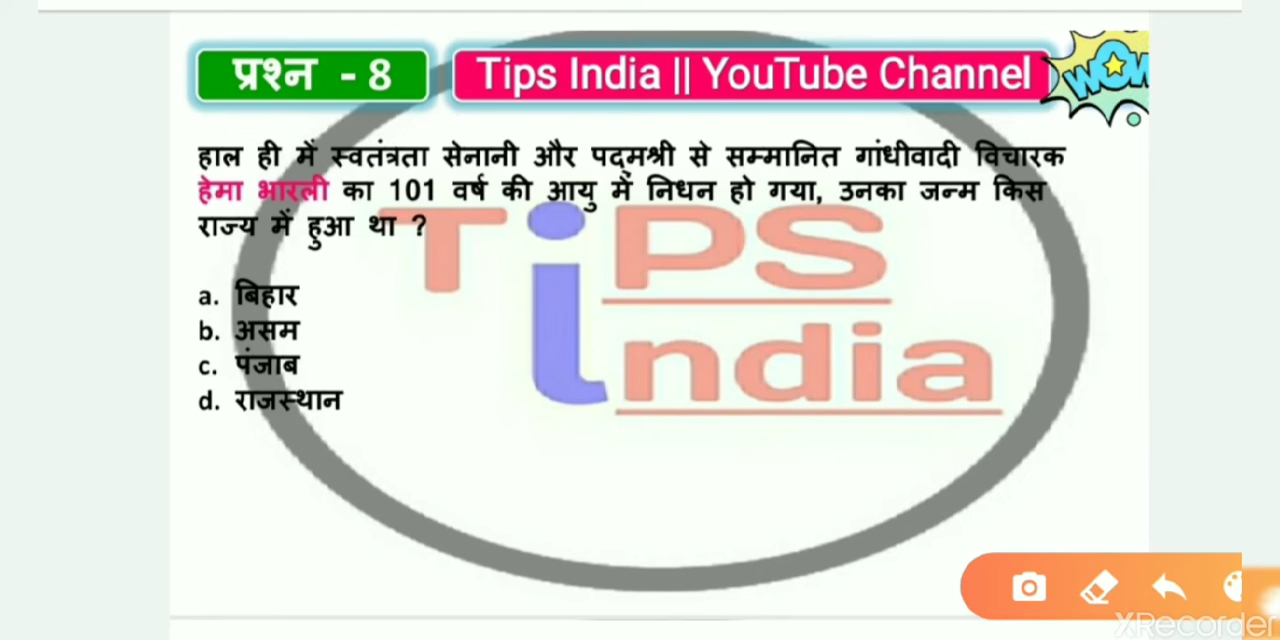 प्रश्न - 8
Tips India || YouTube Channel
WOW
हाल ही में स्वतंत्रता सेनानी और पद्मश्री से सम्मानित गांधीवादी विचारक
हेमा भारली का 101 वर्ष की आयु में निधन हो गया, उनका जन्म किस
राज्य में हुआ था ?
a. बिहार
b. असम
c. पंजाब
d. राजस्थान
TiPS
india
XRecorder